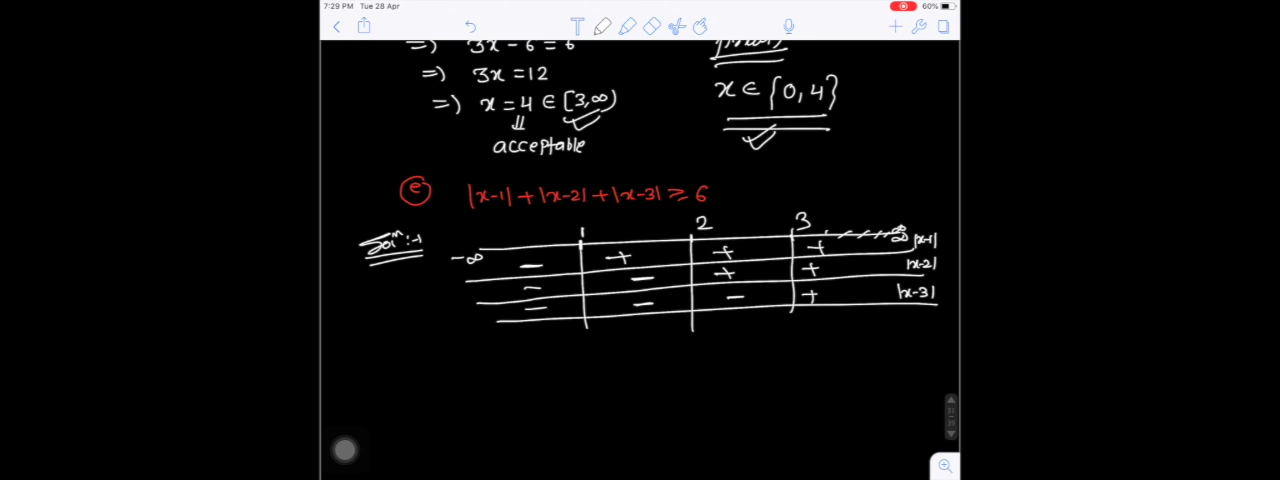 7:29 PM Tue 28 Apr
60%
=) 3x - 6 = 6
=) 3x = 12
=) x = 4 ∈ [3, ∞)
acceptable
x ∈ {0, 4}
e |x-1| + |x-2| + |x-3| ≥ 6
Solⁿ :-
1 2 3
-∞ ∞
- + + + |x-1|
- - + + |x-2|
- - - + |x-3|